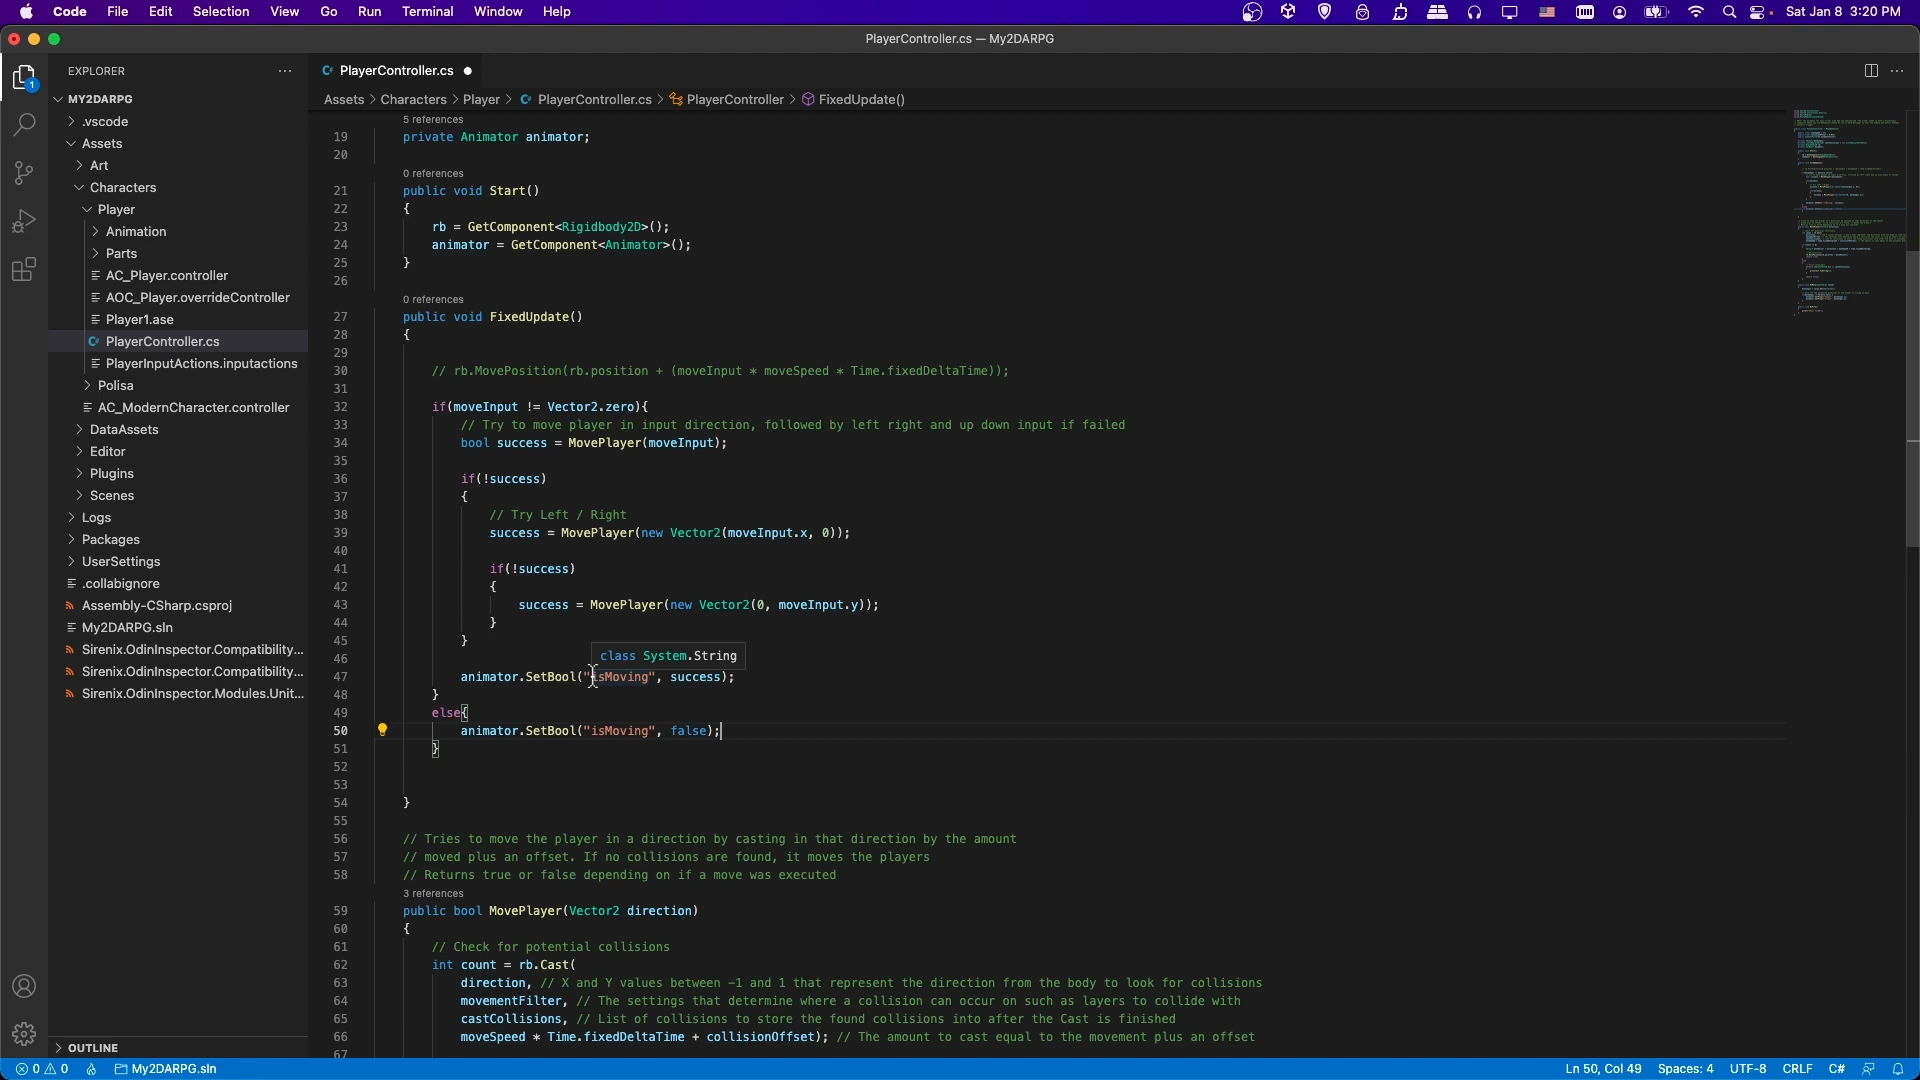 Code File Edit Selection View Go Run Terminal Window Help Sat Jan 8 3:20 PM
PlayerController.cs — My2DARPG
EXPLORER
PlayerController.cs
MY2DARPG
Assets > Characters > Player > PlayerController.cs > PlayerController > FixedUpdate()
.vscode
Assets
Art
Characters
Player
Animation
Parts
AC_Player.controller
AOC_Player.overrideController
Player1.ase
PlayerController.cs
PlayerInputActions.inputactions
Polisa
AC_ModernCharacter.controller
DataAssets
Editor
Plugins
Scenes
Logs
Packages
UserSettings
.collabignore
Assembly-CSharp.csproj
My2DARPG.sln
Sirenix.OdinInspector.Compatibility...
Sirenix.OdinInspector.Compatibility...
Sirenix.OdinInspector.Modules.Unit...
OUTLINE
5 references
19 private Animator animator;
20
0 references
21 public void Start()
22 {
23 rb = GetComponent<Rigidbody2D>();
24 animator = GetComponent<Animator>();
25 }
26
0 references
27 public void FixedUpdate()
28 {
29
30 // rb.MovePosition(rb.position + (moveInput * moveSpeed * Time.fixedDeltaTime));
31
32 if(moveInput != Vector2.zero){
33 // Try to move player in input direction, followed by left right and up down input if failed
34 bool success = MovePlayer(moveInput);
35
36 if(!success)
37 {
38 // Try Left / Right
39 success = MovePlayer(new Vector2(moveInput.x, 0));
40
41 if(!success)
42 {
43 success = MovePlayer(new Vector2(0, moveInput.y));
44 }
45 }
46
class System.String
47 animator.SetBool("isMoving", success);
48 }
49 else{
50 animator.SetBool("isMoving", false);
51 }
52
53
54 }
55
56 // Tries to move the player in a direction by casting in that direction by the amount
57 // moved plus an offset. If no collisions are found, it moves the players
58 // Returns true or false depending on if a move was executed
3 references
59 public bool MovePlayer(Vector2 direction)
60 {
61 // Check for potential collisions
62 int count = rb.Cast(
63 direction, // X and Y values between -1 and 1 that represent the direction from the body to look for collisions
64 movementFilter, // The settings that determine where a collision can occur on such as layers to collide with
65 castCollisions, // List of collisions to store the found collisions into after the Cast is finished
66 moveSpeed * Time.fixedDeltaTime + collisionOffset); // The amount to cast equal to the movement plus an offset
67
0 0 My2DARPG.sln Ln 50, Col 49 Spaces: 4 UTF-8 CRLF C#